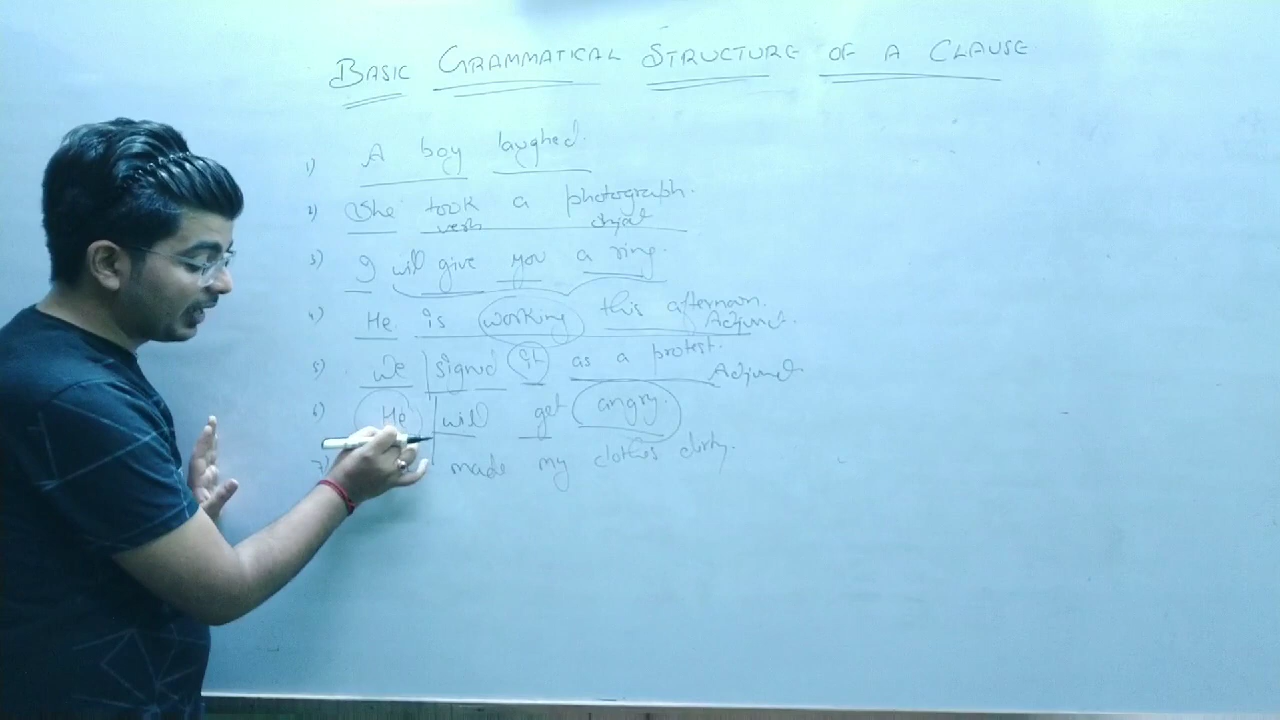 BASIC GRAMMATICAL STRUCTURE OF A CLAUSE
1) A boy laughed.
2) She took a photograph.
verb object
3) I will give you a ring.
4) He is working this afternoon.
Adjunct
5) We signed it as a protest.
Adjunct
6) He will get angry.
7) made my clothes dirty.